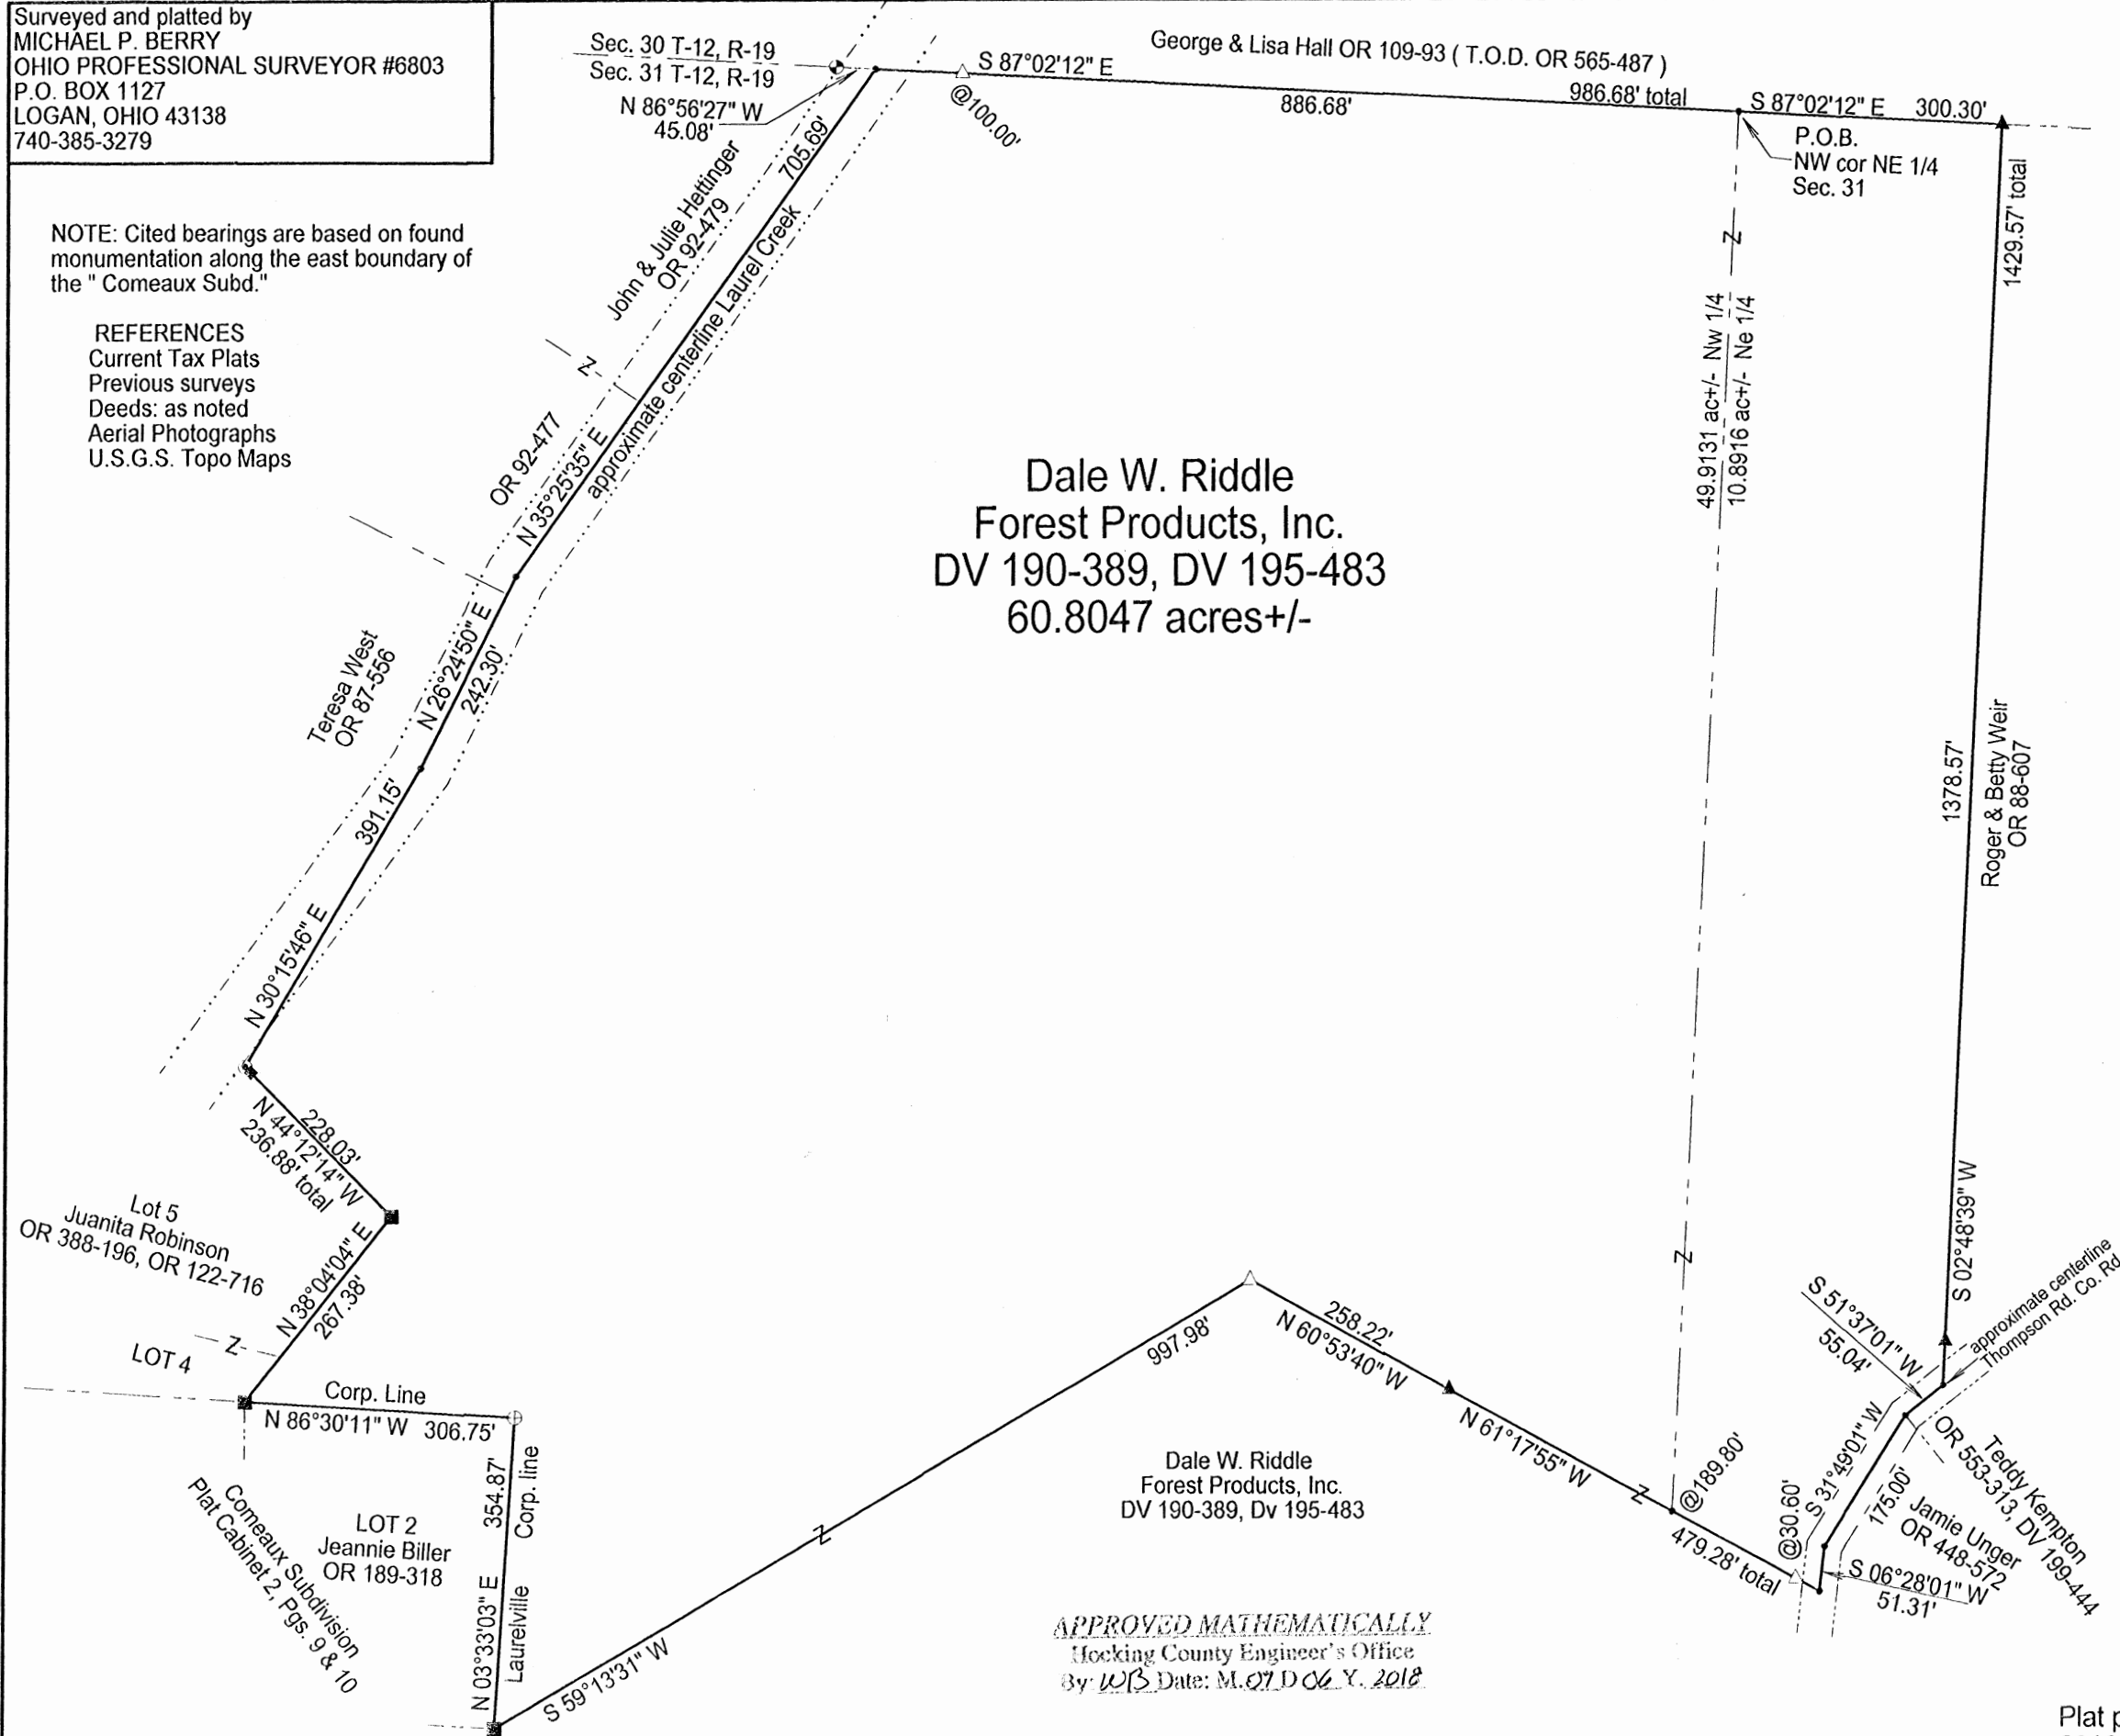 Surveyed and platted by
MICHAEL P. BERRY
OHIO PROFESSIONAL SURVEYOR #6803
P.O. BOX 1127
LOGAN, OHIO 43138
740-385-3279
NOTE: Cited bearings are based on found
monumentation along the east boundary of
the " Comeaux Subd."
REFERENCES
Current Tax Plats
Previous surveys
Deeds: as noted
Aerial Photographs
U.S.G.S. Topo Maps
Sec. 30 T-12, R-19
Sec. 31 T-12, R-19
N 86°56'27" W
45.08'
George & Lisa Hall OR 109-93 ( T.O.D. OR 565-487 )
S 87°02'12" E
@100.00'
886.68'
986.68' total
S 87°02'12" E 300.30'
P.O.B.
NW cor NE 1/4
Sec. 31
1429.57' total
705.69'
John & Julie Hettinger
OR 92-479
approximate centerline Laurel Creek
Z
OR 92-477
N 35°25'35" E
Z
49.9131 ac+/- Nw 1/4
10.8916 ac+/- Ne 1/4
Dale W. Riddle
Forest Products, Inc.
DV 190-389, DV 195-483
60.8047 acres+/-
Teresa West
OR 87-556
N 26°24'50" E
242.30'
391.15'
N 30°15'46" E
1378.57'
Roger & Betty Weir
OR 88-607
S 02°48'39" W
228.03'
N 44°12'14" W
236.88' total
Lot 5
Juanita Robinson
OR 388-196, OR 122-716
N 38°04'04" E
267.38'
Z
LOT 4
Corp. Line
N 86°30'11" W 306.75'
354.87'
Corp. line
N 03°33'03" E
Laurelville
Comeaux Subdivision
Plat Cabinet 2, Pgs. 9 & 10
LOT 2
Jeannie Biller
OR 189-318
997.98'
Z
S 59°13'31" W
258.22'
N 60°53'40" W
N 61°17'55" W
Z
Z
@189.80'
479.28' total
@30.60'
Dale W. Riddle
Forest Products, Inc.
DV 190-389, Dv 195-483
S 51°37'01" W
55.04'
approximate centerline
Thompson Rd. Co. Rd
S 31°49'01" W
175.00'
Teddy Kempton
OR 553-313, DV 199-444
Jamie Unger
OR 448-572
S 06°28'01" W
51.31'
APPROVED MATHEMATICALLY
Hocking County Engineer's Office
By: WB Date: M.07 D 06 Y. 2018
Plat p